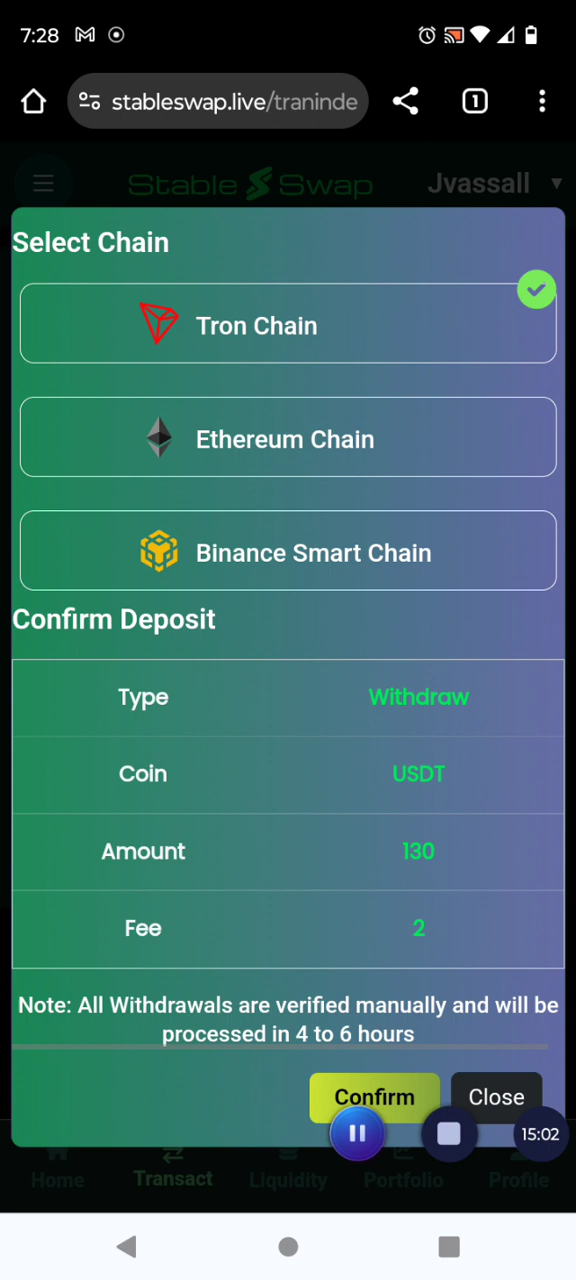 7:28
stableswap.live/traninde
1
Stable Swap
Jvassall ▼
Select Chain
Tron Chain
Ethereum Chain
Binance Smart Chain
Confirm Deposit
Type Withdraw
Coin USDT
Amount 130
Fee 2
Note: All Withdrawals are verified manually and will be
processed in 4 to 6 hours
Confirm Close
15:02
Home Transact Liquidity Portfolio Profile